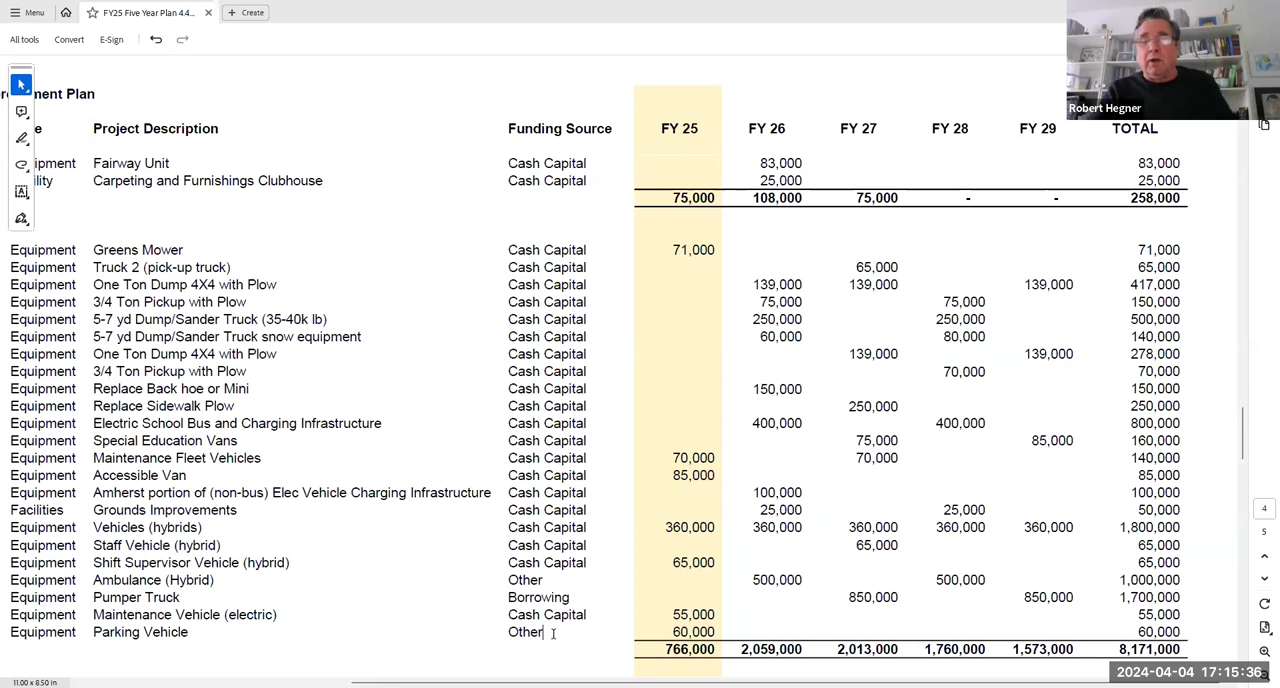 Menu FY25 Five Year Plan 4.4... Create
All tools Convert E-Sign
ment Plan
Project Description Funding Source FY 25 FY 26 FY 27 FY 28 FY 29 TOTAL
Robert Hegner
ipment Fairway Unit Cash Capital 83,000 83,000
ility Carpeting and Furnishings Clubhouse Cash Capital 25,000 25,000
75,000 108,000 75,000 - - 258,000
Equipment Greens Mower Cash Capital 71,000 71,000
Equipment Truck 2 (pick-up truck) Cash Capital 65,000 65,000
Equipment One Ton Dump 4X4 with Plow Cash Capital 139,000 139,000 139,000 417,000
Equipment 3/4 Ton Pickup with Plow Cash Capital 75,000 75,000 150,000
Equipment 5-7 yd Dump/Sander Truck (35-40k lb) Cash Capital 250,000 250,000 500,000
Equipment 5-7 yd Dump/Sander Truck snow equipment Cash Capital 60,000 80,000 140,000
Equipment One Ton Dump 4X4 with Plow Cash Capital 139,000 139,000 278,000
Equipment 3/4 Ton Pickup with Plow Cash Capital 70,000 70,000
Equipment Replace Back hoe or Mini Cash Capital 150,000 150,000
Equipment Replace Sidewalk Plow Cash Capital 250,000 250,000
Equipment Electric School Bus and Charging Infrastructure Cash Capital 400,000 400,000 800,000
Equipment Special Education Vans Cash Capital 75,000 85,000 160,000
Equipment Maintenance Fleet Vehicles Cash Capital 70,000 70,000 140,000
Equipment Accessible Van Cash Capital 85,000 85,000
Equipment Amherst portion of (non-bus) Elec Vehicle Charging Infrastructure Cash Capital 100,000 100,000
Facilities Grounds Improvements Cash Capital 25,000 25,000 50,000
Equipment Vehicles (hybrids) Cash Capital 360,000 360,000 360,000 360,000 360,000 1,800,000
Equipment Staff Vehicle (hybrid) Cash Capital 65,000 65,000
Equipment Shift Supervisor Vehicle (hybrid) Cash Capital 65,000 65,000
Equipment Ambulance (Hybrid) Other 500,000 500,000 1,000,000
Equipment Pumper Truck Borrowing 850,000 850,000 1,700,000
Equipment Maintenance Vehicle (electric) Cash Capital 55,000 55,000
Equipment Parking Vehicle Other 60,000 60,000
766,000 2,059,000 2,013,000 1,760,000 1,573,000 8,171,000
4
5
2024-04-04 17:15:36
11.00 x 8.50 in